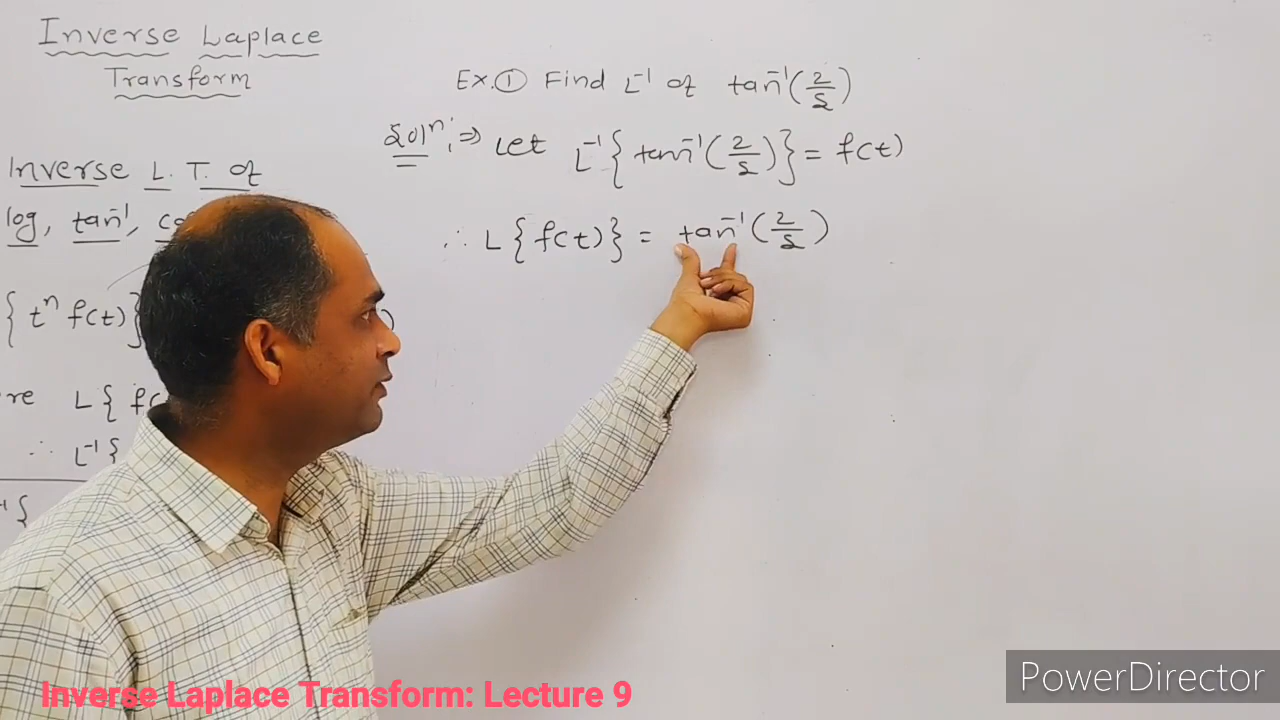 Inverse Laplace
Transform
Inverse L. T. of
log, tan⁻¹,
{ tⁿ f(t)}
L{ f(
∴ L⁻¹{
Ex.① Find L⁻¹ of tan⁻¹(2/s)
Solⁿ: ⇒ Let L⁻¹{ tan⁻¹(2/s)} = f(t)
∴ L{ f(t)} = tan⁻¹(2/s)
Inverse Laplace Transform: Lecture 9
PowerDirector